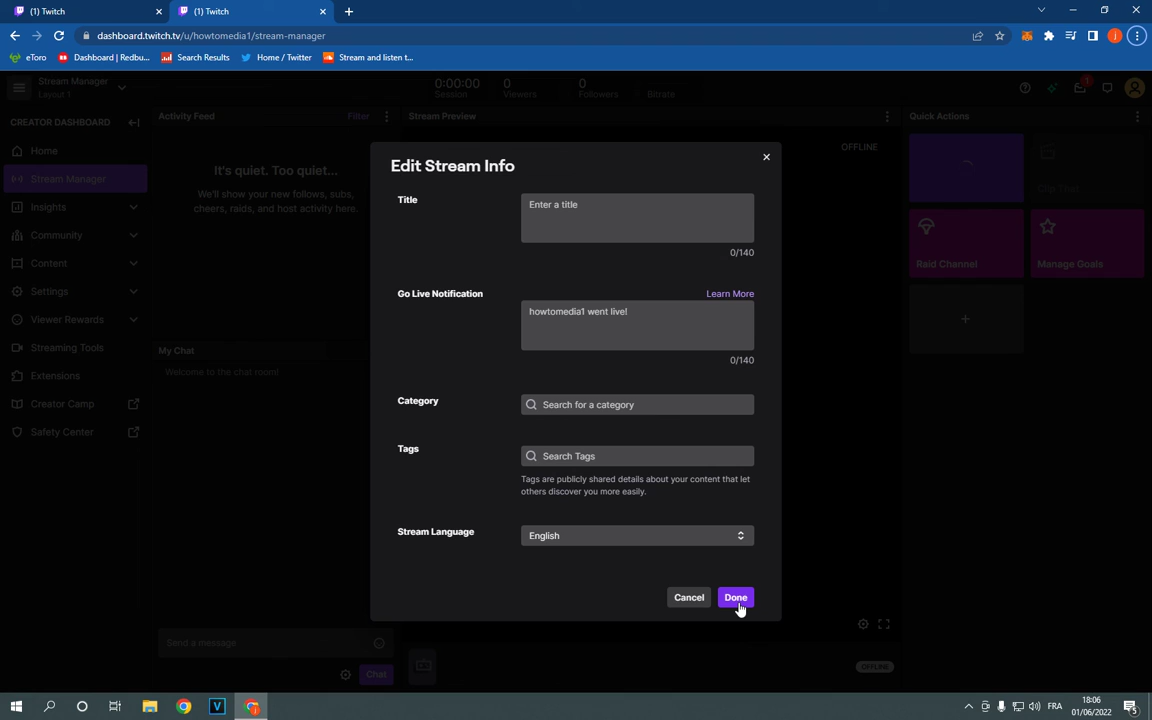 (1) Twitch
(1) Twitch
dashboard.twitch.tv/u/howtomedia1/stream-manager
eToro
Dashboard | Redbu...
Search Results
Home / Twitter
Stream and listen t...
Stream Manager
Layout 1
0:00:00
Session
0
Viewers
0
Followers
Bitrate
1
CREATOR DASHBOARD
Home
Stream Manager
Insights
Community
Content
Settings
Viewer Rewards
Streaming Tools
Extensions
Creator Camp
Safety Center
Activity Feed
Filter
It's quiet. Too quiet...
We'll show your new follows, subs,
cheers, raids, and host activity here.
My Chat
Welcome to the chat room!
Send a message
Chat
Stream Preview
OFFLINE
Edit Stream Info
Title
Enter a title
0/140
Go Live Notification
Learn More
howtomedia1 went live!
0/140
Category
Search for a category
Tags
Search Tags
Tags are publicly shared details about your content that let
others discover you more easily.
Stream Language
English
Cancel
Done
OFFLINE
Quick Actions
Clip That
Raid Channel
Manage Goals
FRA
18:06
01/06/2022
5